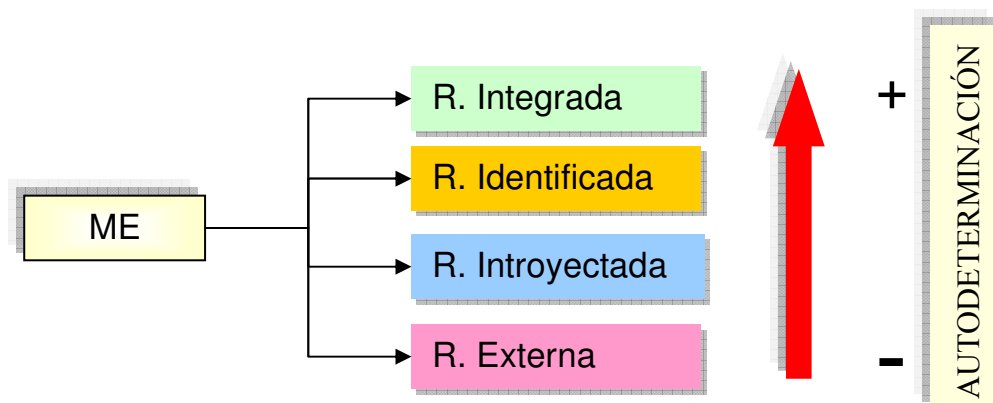 R. Integrada
+
R. Identificada
ME
R. Introyectada
R. Externa
-
AUTODETERMINACIÓN